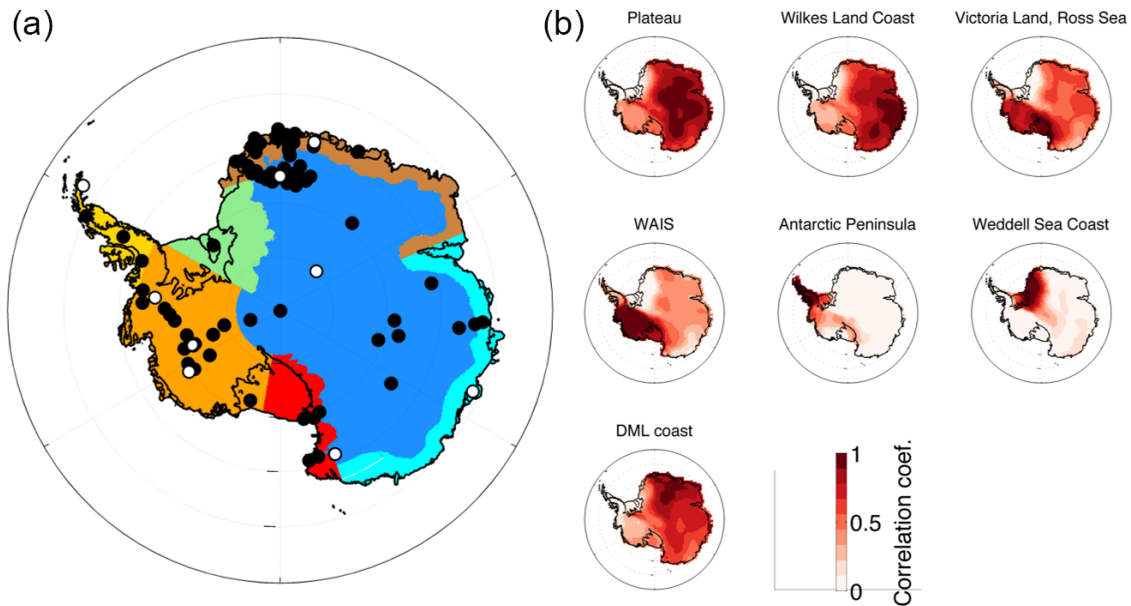 (a)
(b)
Plateau
Wilkes Land Coast
Victoria Land, Ross Sea
WAIS
Antarctic Peninsula
Weddell Sea Coast
DML coast
1
0.5
0
Correlation coef.